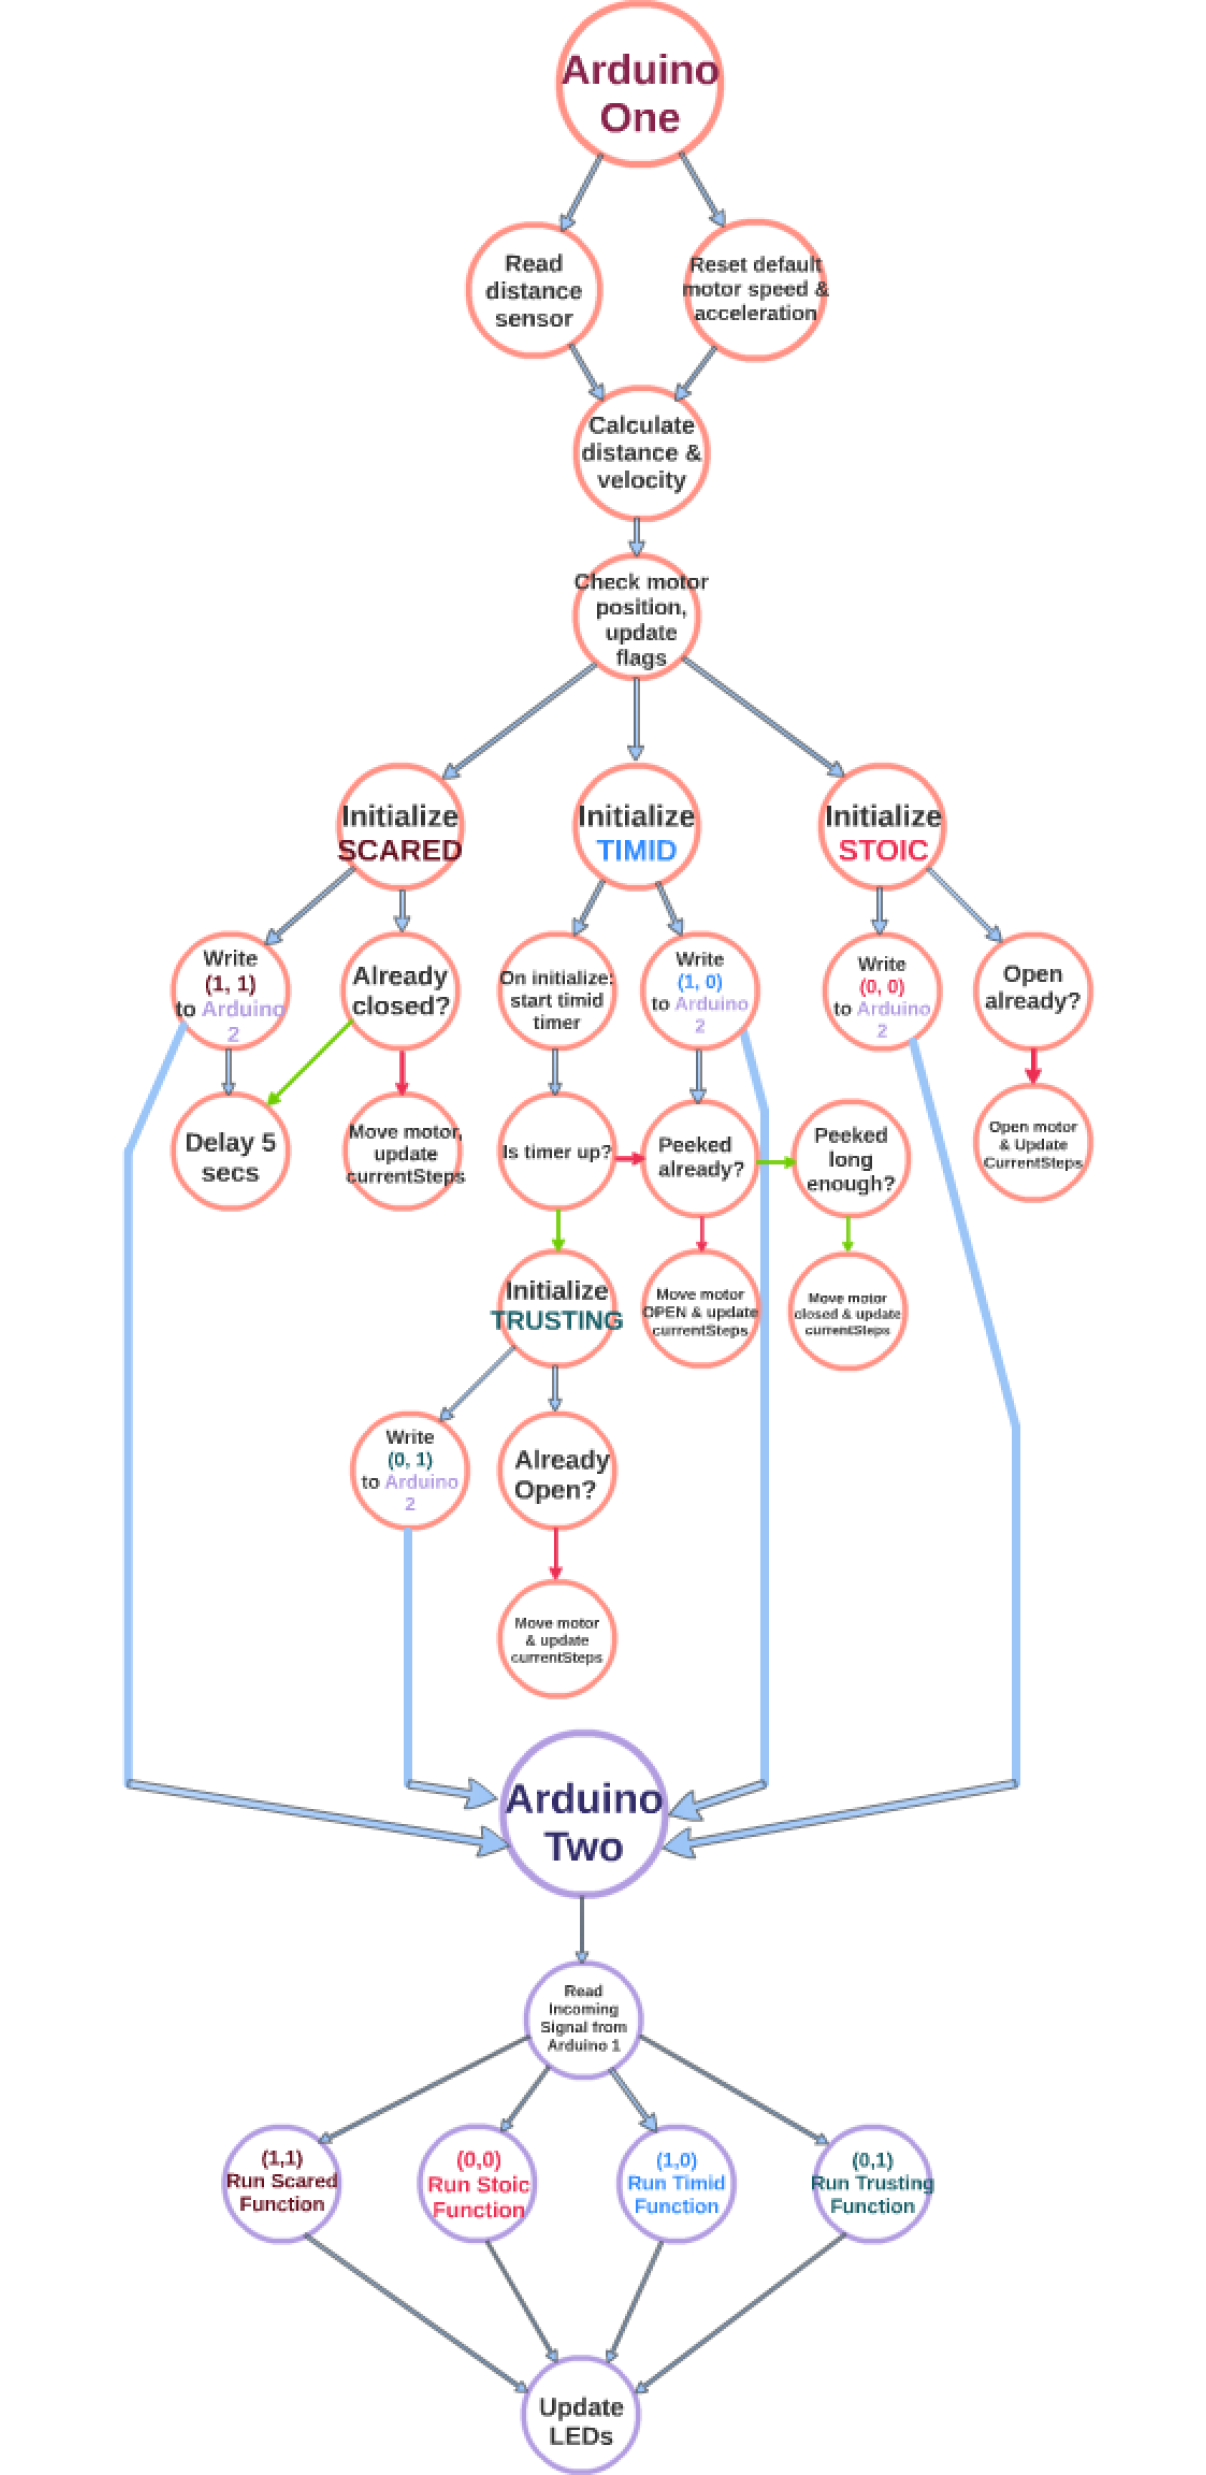 Arduino
One
Read
distance
sensor
Reset default
motor speed &
acceleration
Calculate
distance &
velocity
Check motor
position,
update
flags
Initialize
SCARED
Initialize
TIMID
Initialize
STOIC
Write
(1, 1)
to Arduino
2
Already
closed?
On initialize:
start timid
timer
Write
(1, 0)
to Arduino
2
Write
(0, 0)
to Arduino
2
Open
already?
Delay 5
secs
Move motor,
update
currentSteps
Is timer up?
Peeked
already?
Peeked
long
enough?
Open motor
& Update
CurrentSteps
Initialize
TRUSTING
Move motor
OPEN & update
currentSteps
Move motor
closed & update
currentSteps
Write
(0, 1)
to Arduino
2
Already
Open?
Move motor
& update
currentSteps
Arduino
Two
Read
Incoming
Signal from
Arduino 1
(1,1)
Run Scared
Function
(0,0)
Run Stoic
Function
(1,0)
Run Timid
Function
(0,1)
Run Trusting
Function
Update
LEDs